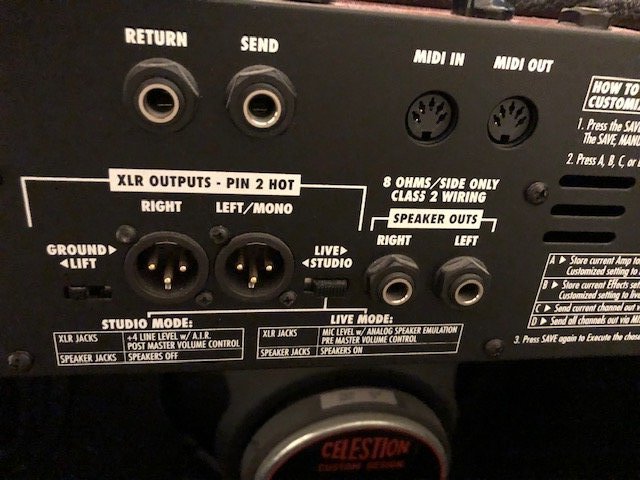 RETURN
SEND
MIDI IN
MIDI OUT
HOW TO
CUSTOMIZ
1. Press the SAV
The SAVE, MAN
2. Press A, B, C, or
XLR OUTPUTS - PIN 2 HOT
RIGHT
LEFT/MONO
8 OHMS/SIDE ONLY
CLASS 2 WIRING
SPEAKER OUTS
RIGHT
LEFT
GROUND▶
◀LIFT
LIVE▶
◀STUDIO
A ▶ Store current Amp to
Customized setting to
B ▶ Store current Effects set
Customized setting to
C ▶ Send current channel out v
D ▶ Send all channels out via MI
3. Press SAVE again to Execute the chose
STUDIO MODE:
XLR JACKS +4 LINE LEVEL w/ A.I.R.
POST MASTER VOLUME CONTROL
SPEAKER JACKS SPEAKERS OFF
LIVE MODE:
XLR JACKS MIC LEVEL w/ ANALOG SPEAKER EMULATION
PRE MASTER VOLUME CONTROL
SPEAKER JACKS SPEAKERS ON
CELESTION
CUSTOM DESIGN